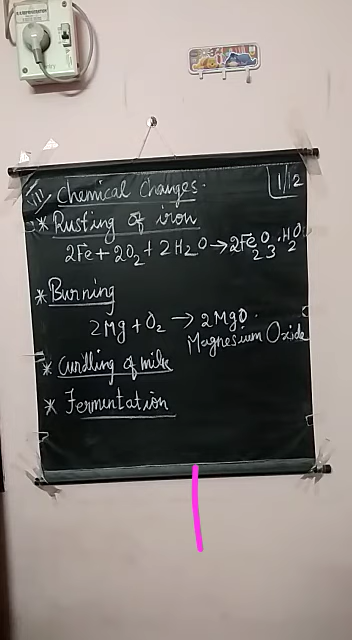 (ii) Chemical Changes.
1/12
* Rusting of iron
2Fe + 2O₂ + 2H₂O → 2Fe₂O₃.H₂O
* Burning
2Mg + O₂ → 2MgO.
Magnesium Oxide
* Curdling of milk
* Fermentation